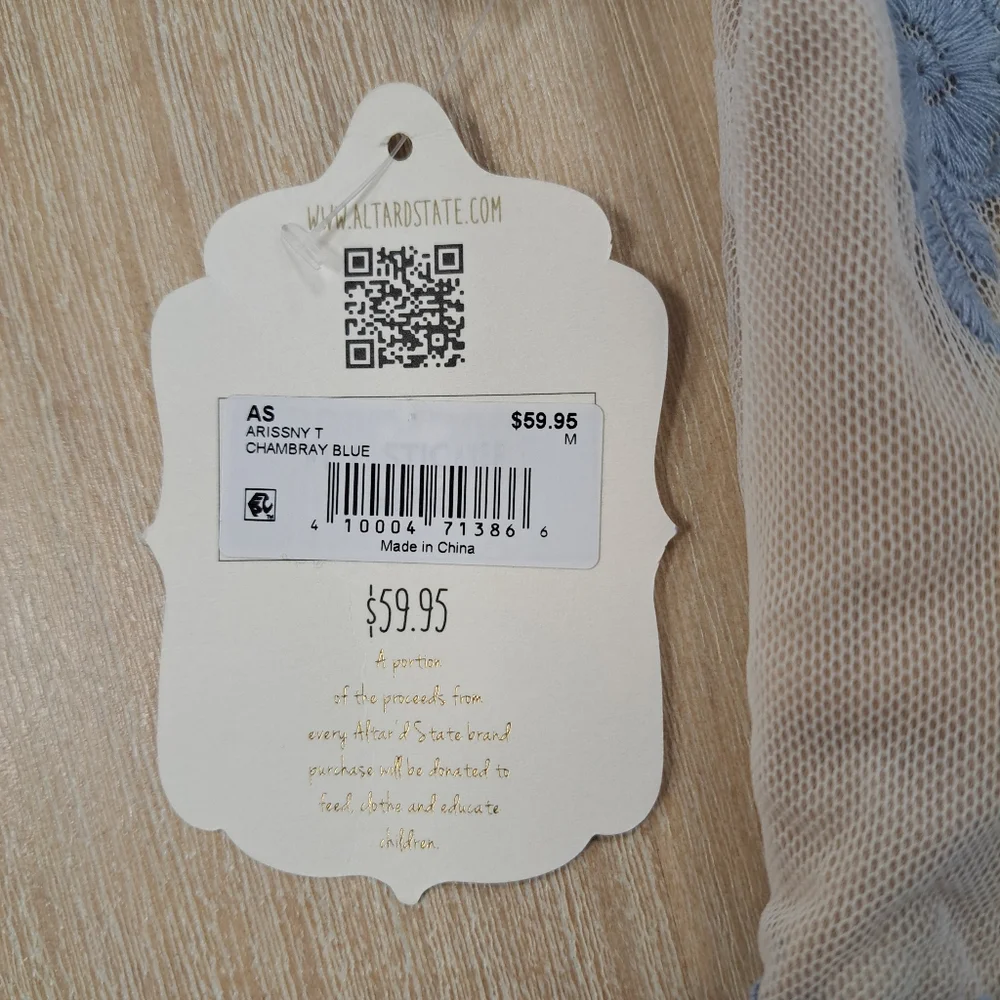 WWW.ALTARDSTATE.COM
AS $59.95
ARISSNY T M
CHAMBRAY BLUE
4 10004 71386 6
Made in China
$59.95
A portion
of the proceeds from
every Altar'd State brand
purchase will be donated to
feed, clothe and educate
children.